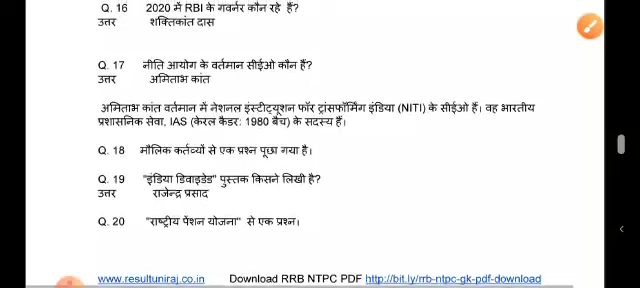 Q. 16 2020 में RBI के गवर्नर कौन रहे हैं?
उत्तर शक्तिकांत दास
Q. 17 नीति आयोग के वर्तमान सीईओ कौन हैं?
उत्तर अमिताभ कांत
अमिताभ कांत वर्तमान में नेशनल इंस्टीट्यूशन फॉर ट्रांसफॉर्मिंग इंडिया (NITI) के सीईओ हैं। वह भारतीय
प्रशासनिक सेवा, IAS (केरल कैडर: 1980 बैच) के सदस्य हैं।
Q. 18 मौलिक कर्तव्यों से एक प्रश्न पूछा गया है।
Q. 19 "इंडिया डिवाइडेड" पुस्तक किसने लिखी है?
उत्तर राजेन्द्र प्रसाद
Q. 20 "राष्ट्रीय पेंशन योजना" से एक प्रश्न।
www.resultuniraj.co.in Download RRB NTPC PDF http://bit.ly/rrb-ntpc-gk-pdf-download